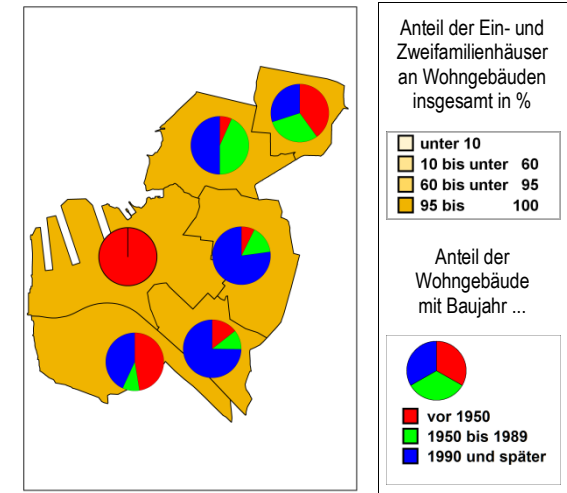 Anteil der Ein- und
Zweifamilienhäuser
an Wohngebäuden
insgesamt in %
unter 10
10 bis unter 60
60 bis unter 95
95 bis 100
Anteil der
Wohngebäude
mit Baujahr ...
vor 1950
1950 bis 1989
1990 und später